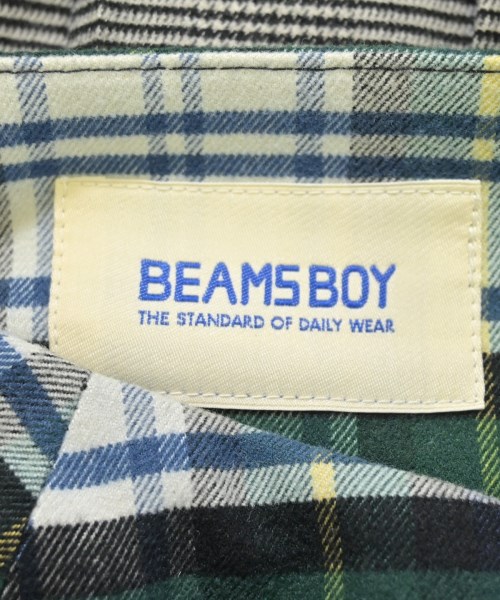 BEAMS BOY
THE STANDARD OF DAILY WEAR